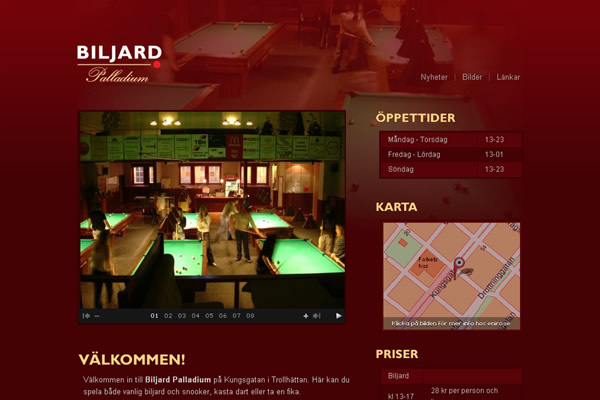 BILJARD
Palladium
Nyheter | Bilder | Länkar
ÖPPETTIDER
Måndag - Torsdag 13-23
Fredag - Lördag 13-01
Söndag 13-23
KARTA
20
54
Folkets
hus
Kungsgat
Drottninggatan
Klicka på bilden för mer info hos eniro.se
01 02 03 04 05 06 07 08
VÄLKOMMEN!
Välkommen in till Biljard Palladium på Kungsgatan i Trollhättan. Här kan du
spela både vanlig biljard och snooker, kasta dart eller ta en fika.
PRISER
Biljard
kl 13-17
28 kr per person och